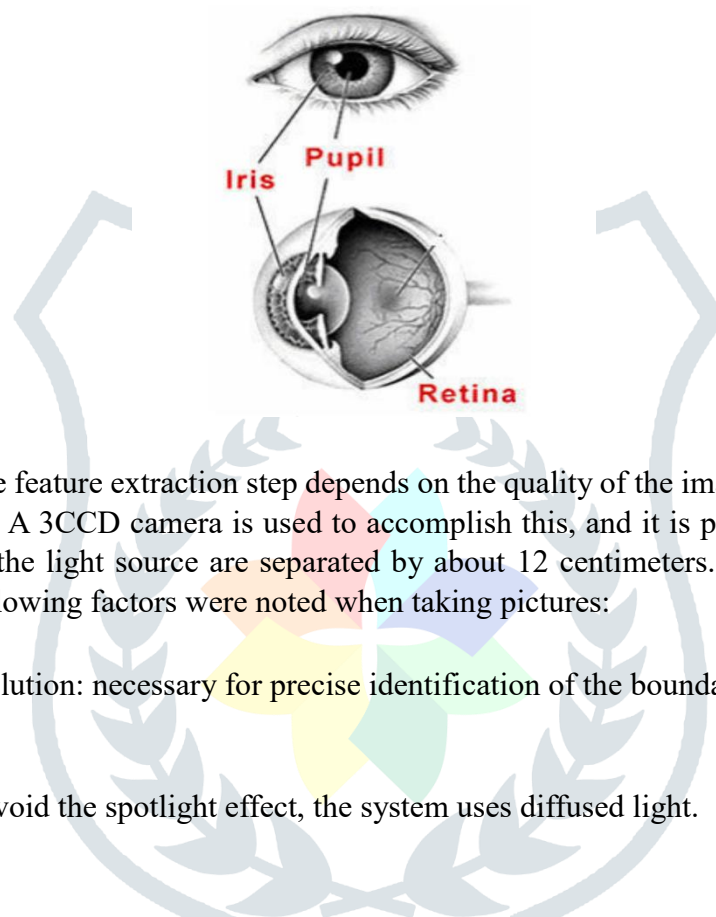 Pupil
Iris
Retina
e feature extraction step depends on the quality of the im
A 3CCD camera is used to accomplish this, and it is p
the light source are separated by about 12 centimeters.
lowing factors were noted when taking pictures:
lution: necessary for precise identification of the bounda
void the spotlight effect, the system uses diffused light.